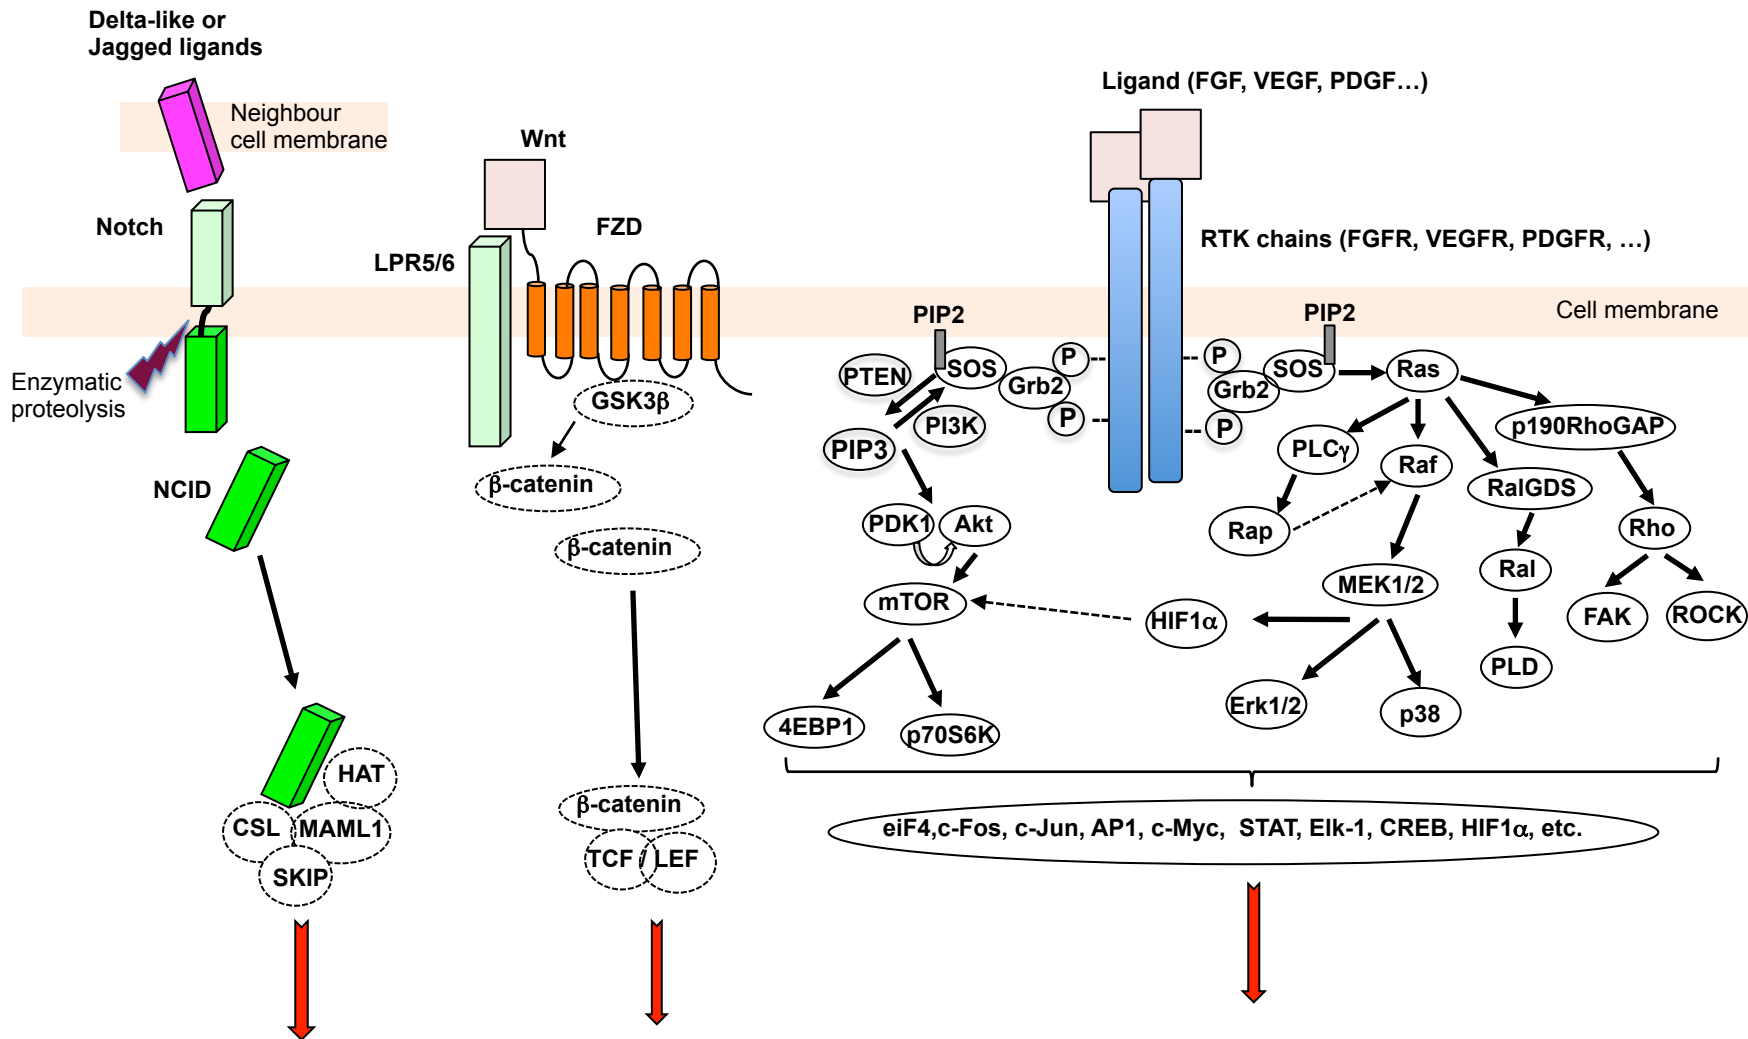 Delta-like or
Jagged ligands
Neighbour
cell membrane
Notch
Enzymatic
proteolysis
NCID
HAT
CSL
MAML1
SKIP
Wnt
FZD
LPR5/6
GSK3β
β-catenin
β-catenin
β-catenin
TCF / LEF
Ligand (FGF, VEGF, PDGF…)
RTK chains (FGFR, VEGFR, PDGFR, …)
Cell membrane
PIP2
PTEN
SOS
Grb2
P
P
PI3K
PIP3
PDK1
Akt
mTOR
4EBP1
p70S6K
HIF1α
P
P
Grb2
SOS
PIP2
Ras
PLCγ
Raf
p190RhoGAP
RalGDS
Rap
Rho
Ral
MEK1/2
FAK
ROCK
PLD
Erk1/2
p38
eiF4,c-Fos, c-Jun, AP1, c-Myc, STAT, Elk-1, CREB, HIF1α, etc.